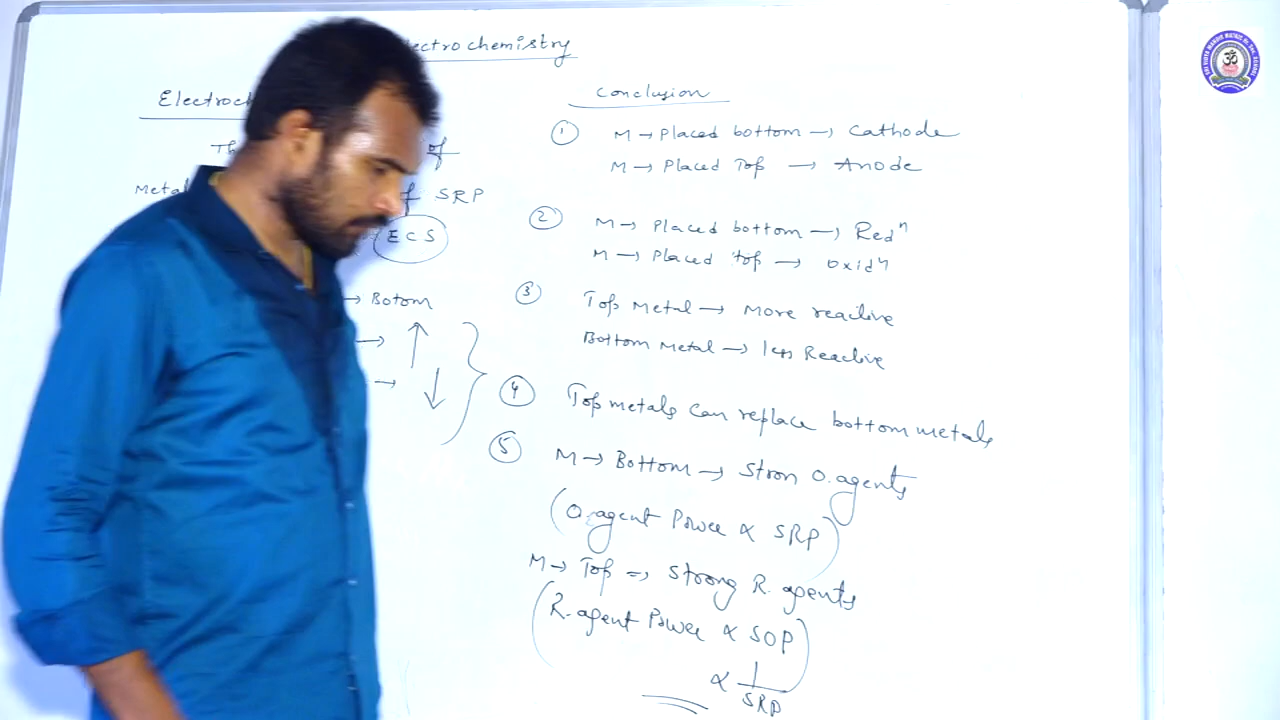 ectrochemistry
Electroch
Th of
Metal f SRP
ECS
→ Botom
→ ↑
→ ↓
Conclusion
① M → Placed bottom → Cathode
M → Placed Top → Anode
② M → Placed bottom → Redⁿ
M → Placed top → oxidⁿ
③ Top Metal → More reactive
Bottom Metal → less Reactive
④ Top metals can replace bottom metals
⑤ M → Bottom → Stron O.agents
(O.agent Power ∝ SRP)
M → Top => Strong R. agents
(R.agent Power ∝ SOP
∝ 1/SRP)